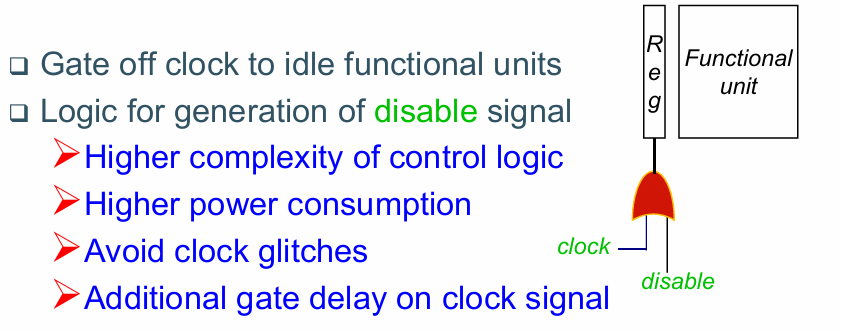 Gate off clock to idle functional units
Logic for generation of disable signal
Higher complexity of control logic
Higher power consumption
Avoid clock glitches
Additional gate delay on clock signal
Reg
Functional
unit
clock
disable